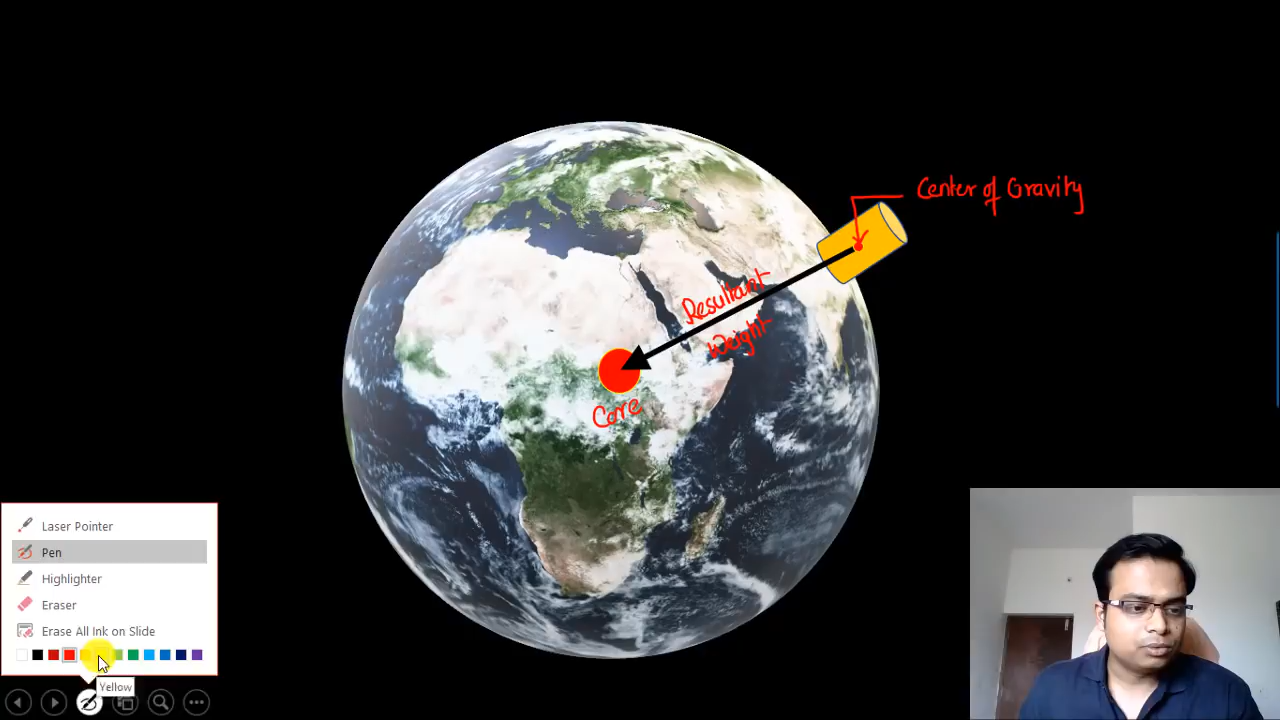 Center of Gravity
Resultant
Weight
Core
Laser Pointer
Pen
Highlighter
Eraser
Erase All Ink on Slide
Yellow